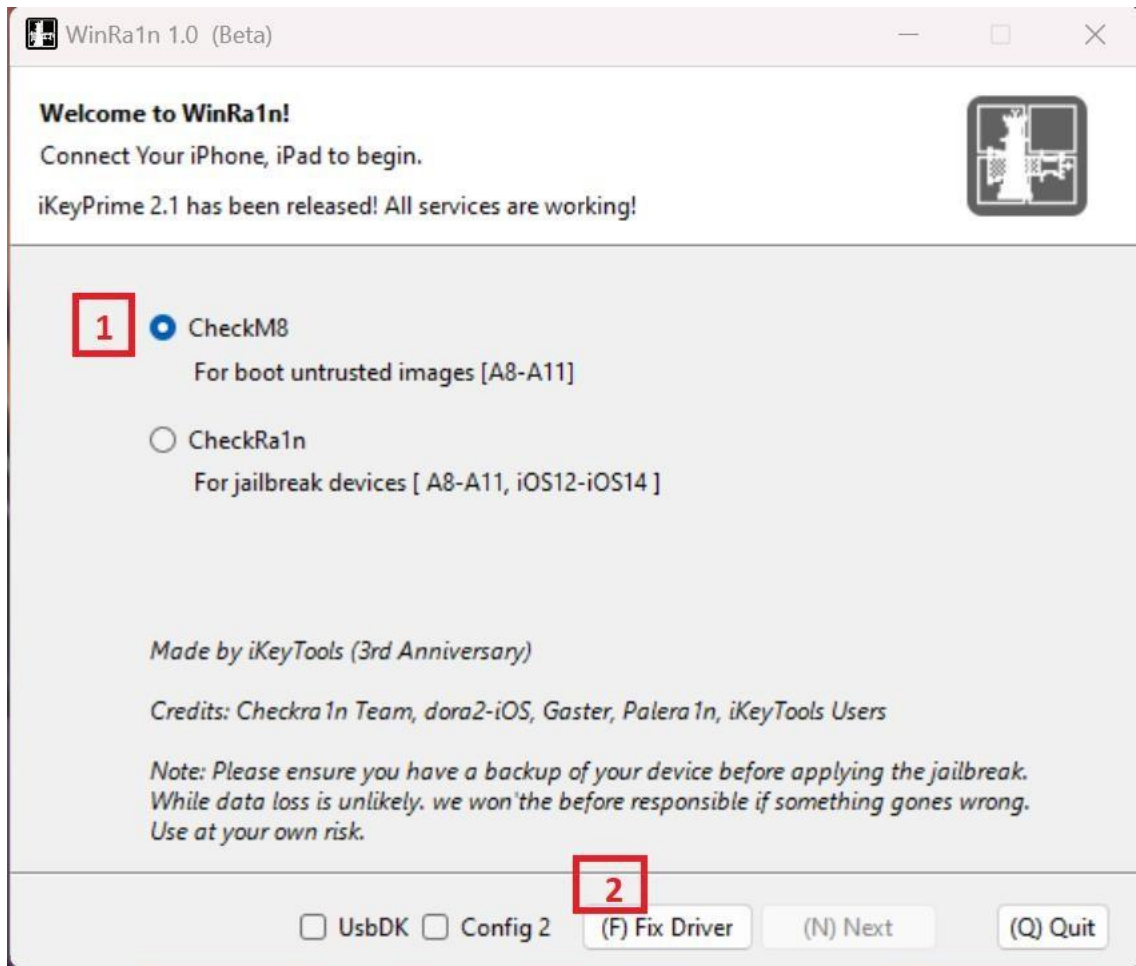 WinRa1n 1.0 (Beta)
Welcome to WinRa1n!
Connect Your iPhone, iPad to begin.
iKeyPrime 2.1 has been released! All services are working!
1
CheckM8
For boot untrusted images [A8-A11]
CheckRa1n
For jailbreak devices [ A8-A11, iOS12-iOS14 ]
Made by iKeyTools (3rd Anniversary)
Credits: Checkra1n Team, dora2-iOS, Gaster, Palera1n, iKeyTools Users
Note: Please ensure you have a backup of your device before applying the jailbreak.
While data loss is unlikely. we won'the before responsible if something gones wrong.
Use at your own risk.
2
UsbDK Config 2 (F) Fix Driver (N) Next (Q) Quit